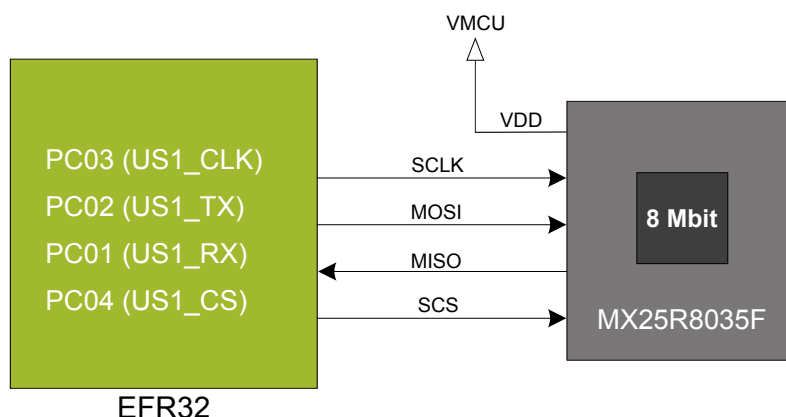 VMCU
VDD
PC03 (US1_CLK)
SCLK
PC02 (US1_TX)
MOSI
8 Mbit
PC01 (US1_RX)
MISO
PC04 (US1_CS)
SCS
MX25R8035F
EFR32